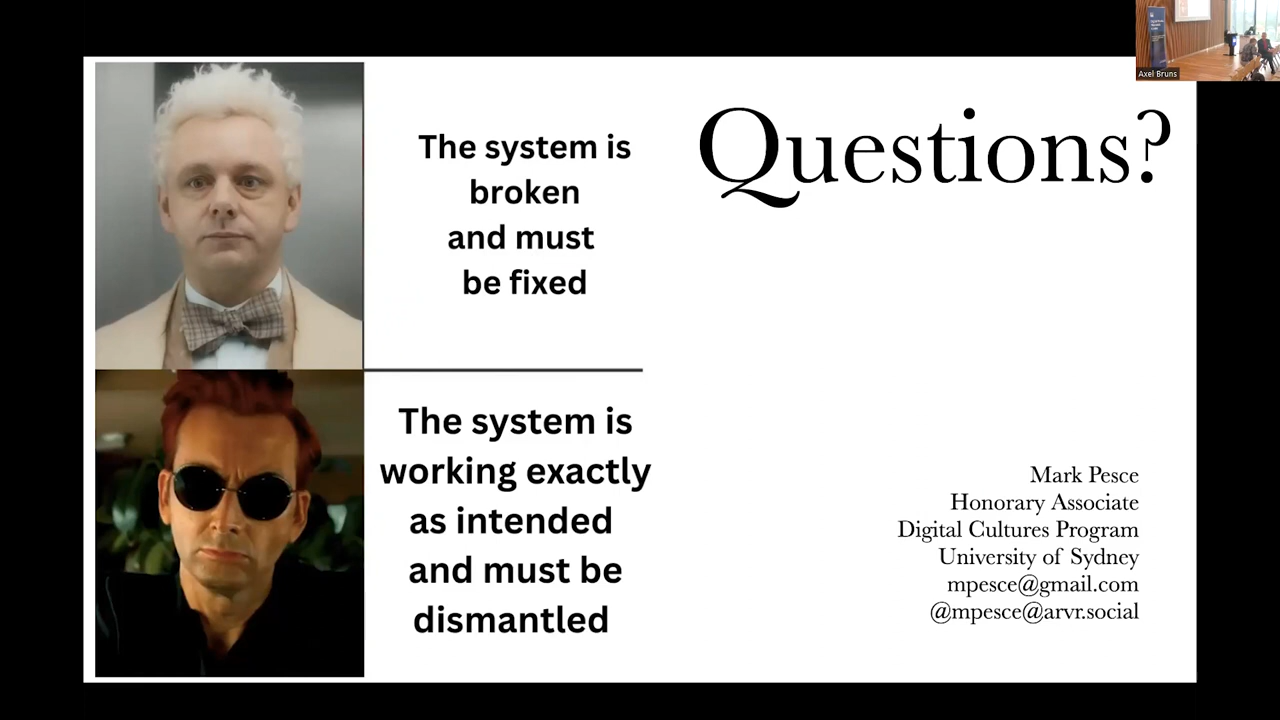 The system is
broken
and must
be fixed
The system is
working exactly
as intended
and must be
dismantled
Questions?
Mark Pesce
Honorary Associate
Digital Cultures Program
University of Sydney
mpesce@gmail.com
@mpesce@arvr.social
Axel Bruns